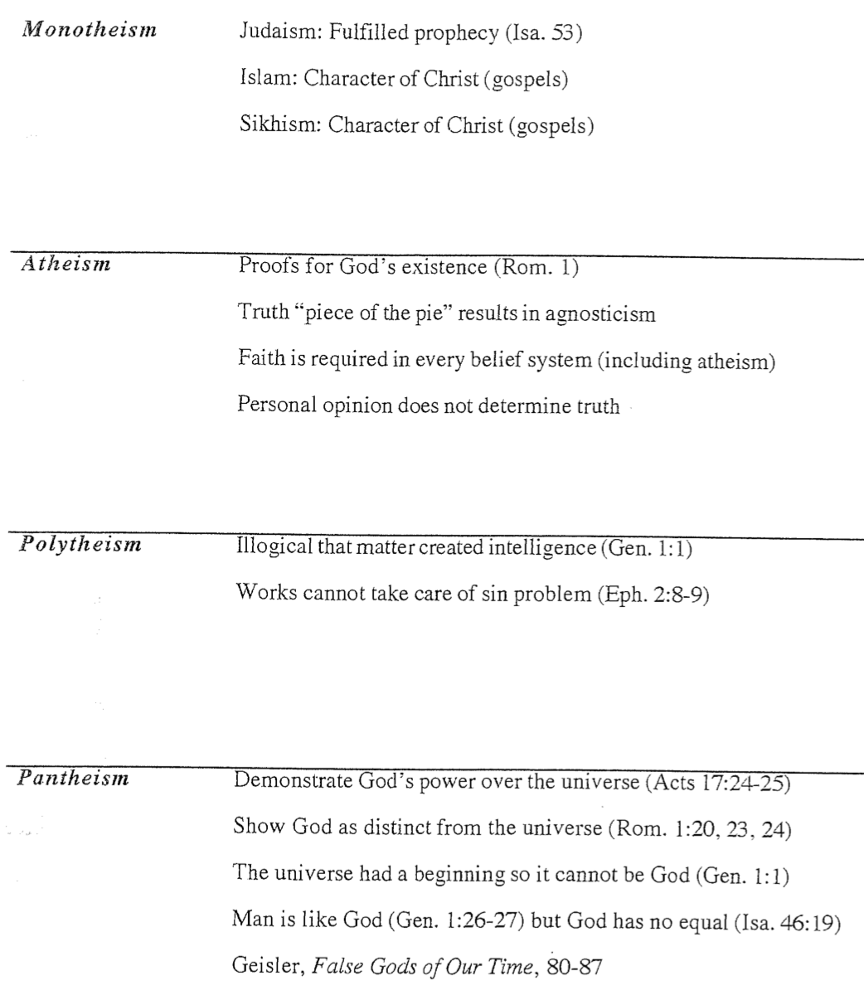 Monotheism Judaism: Fulfilled prophecy (Isa. 53)
Islam: Character of Christ (gospels)
Sikhism: Character of Christ (gospels)
Atheism Proofs for God's existence (Rom. 1)
Truth “piece of the pie” results in agnosticism
Faith is required in every belief system (including atheism)
Personal opinion does not determine truth
Polytheism Illogical that matter created intelligence (Gen. 1:1)
Works cannot take care of sin problem (Eph. 2:8-9)
Pantheism Demonstrate God's power over the universe (Acts 17:24-25)
Show God as distinct from the universe (Rom. 1:20, 23, 24)
The universe had a beginning so it cannot be God (Gen. 1:1)
Man is like God (Gen. 1:26-27) but God has no equal (Isa. 46:19)
Geisler, False Gods of Our Time, 80-87